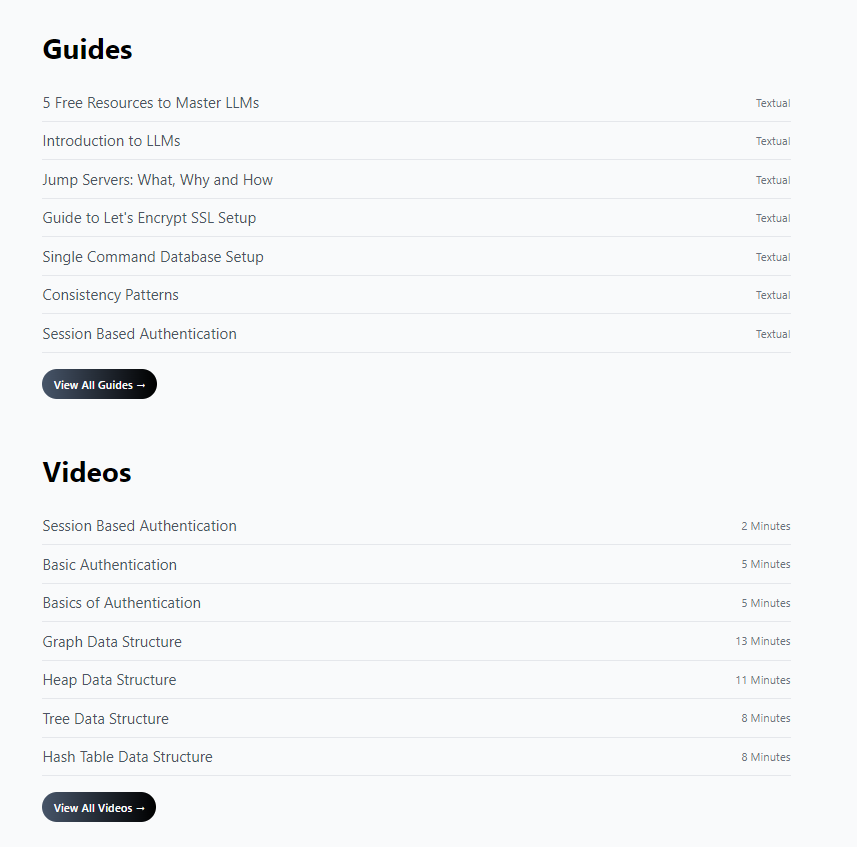 Guides
5 Free Resources to Master LLMs Textual
Introduction to LLMs Textual
Jump Servers: What, Why and How Textual
Guide to Let's Encrypt SSL Setup Textual
Single Command Database Setup Textual
Consistency Patterns Textual
Session Based Authentication Textual
View All Guides →
Videos
Session Based Authentication 2 Minutes
Basic Authentication 5 Minutes
Basics of Authentication 5 Minutes
Graph Data Structure 13 Minutes
Heap Data Structure 11 Minutes
Tree Data Structure 8 Minutes
Hash Table Data Structure 8 Minutes
View All Videos →